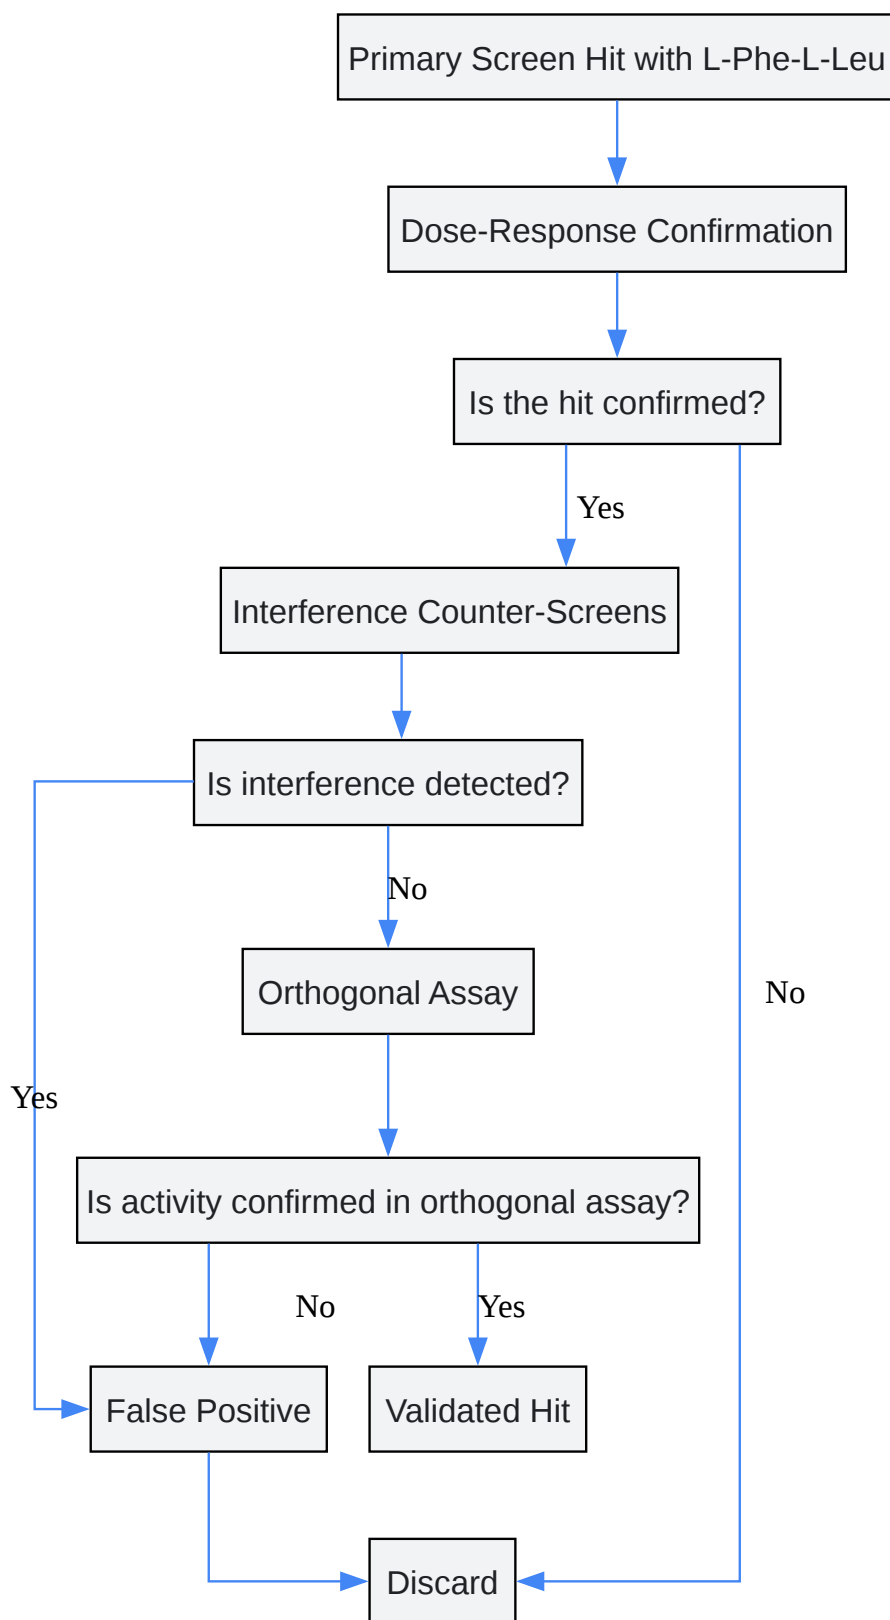 Primary Screen Hit with L-Phe-L-Leu
Dose-Response Confirmation
Is the hit confirmed?
Yes
Interference Counter-Screens
Is interference detected?
No
Orthogonal Assay
No
Yes
Is activity confirmed in orthogonal assay?
No
Yes
False Positive
Validated Hit
Discard